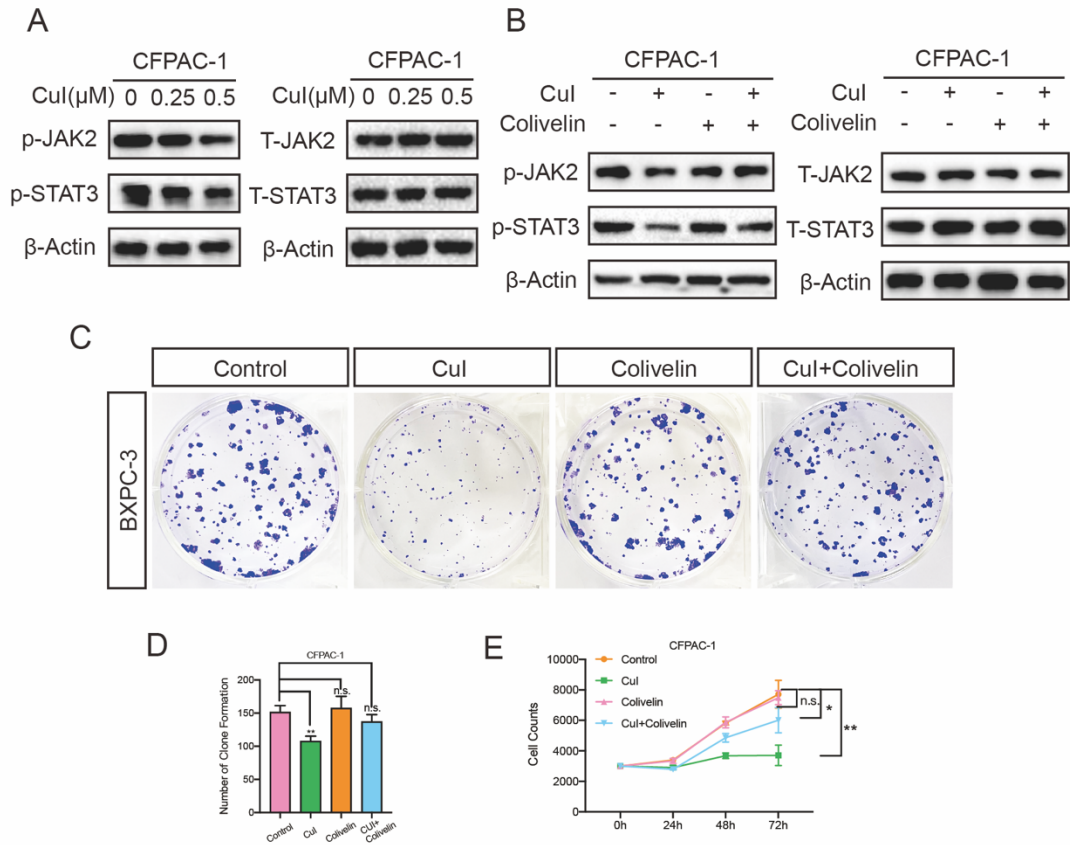 A
CFPAC-1
CuI(μM) 0 0.25 0.5
p-JAK2
p-STAT3
β-Actin
CFPAC-1
CuI(μM) 0 0.25 0.5
T-JAK2
T-STAT3
β-Actin
B
CFPAC-1
CuI - + - +
Colivelin - - + +
p-JAK2
p-STAT3
β-Actin
CFPAC-1
CuI - + - +
Colivelin - - + +
T-JAK2
T-STAT3
β-Actin
C
Control CuI Colivelin CuI+Colivelin
BXPC-3
D
CFPAC-1
Number of Clone Formation
200
150
100
50
0
**
n.s.
n.s.
Control
CuI
Colivelin
CUI+
Colivelin
E
CFPAC-1
Cell Counts
10000
8000
6000
4000
2000
0
Control
CuI
Colivelin
CuI+Colivelin
n.s.
*
**
0h 24h 48h 72h